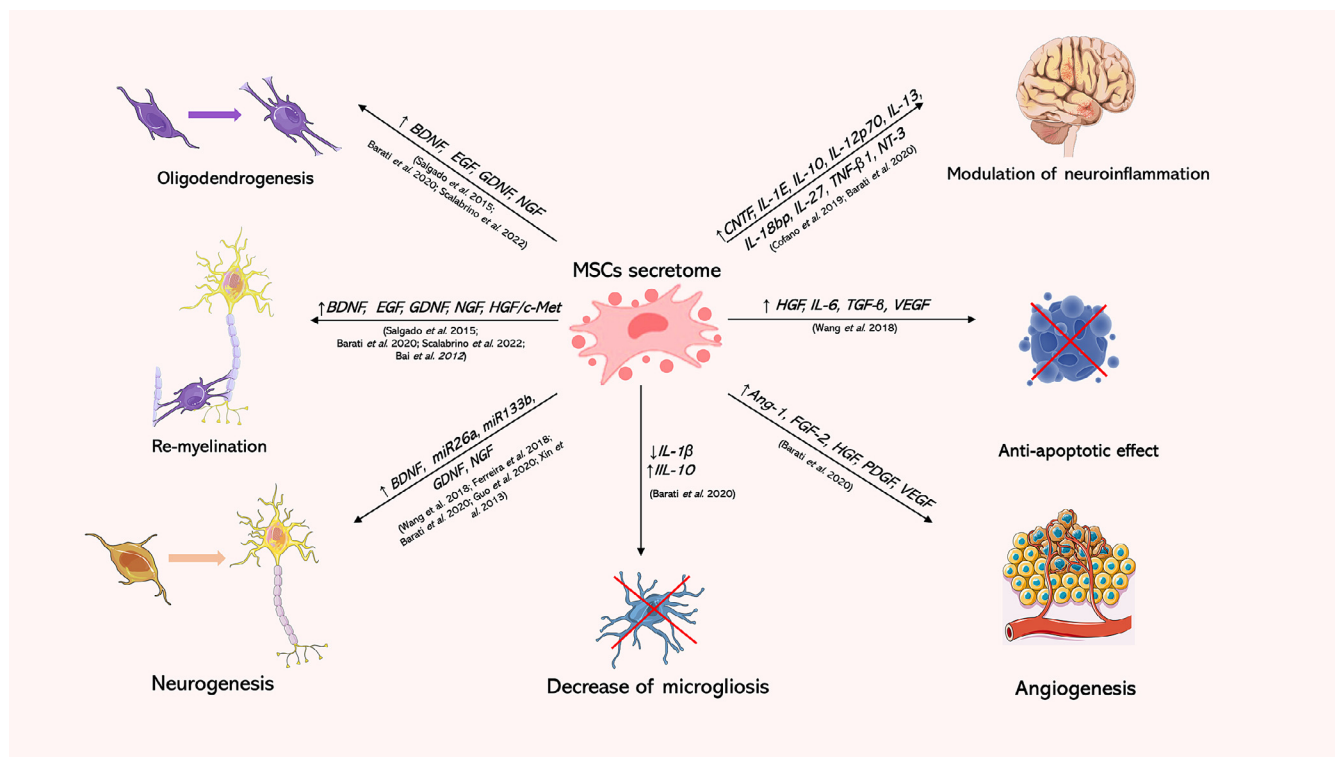 Oligodendrogenesis
↑ BDNF, EGF, GDNF, NGF
(Salgado et al. 2015;
Barati et al. 2020; Scalabrino et al. 2022)
↑CNTF, IL-1E, IL-10, IL-12p70, IL-13,
IL-18bp, IL-27, TNF-β1, NT-3
(Cofano et al. 2019; Barati et al. 2020)
Modulation of neuroinflammation
MSCs secretome
↑BDNF, EGF, GDNF, NGF, HGF/c-Met
(Salgado et al. 2015;
Barati et al. 2020; Scalabrino et al. 2022;
Bai et al. 2012)
Re-myelination
↑ HGF, IL-6, TGF-ß, VEGF
(Wang et al. 2018)
Anti-apoptotic effect
↑ BDNF, miR26a, miR133b,
GDNF, NGF
(Wang et al. 2018; Ferreira et al. 2018;
Barati et al. 2020; Guo et al. 2020; Xin et
al. 2013)
Neurogenesis
↓IL-1β
↑IIL-10
(Barati et al. 2020)
Decrease of microgliosis
↑Ang-1, FGF-2, HGF, PDGF, VEGF
(Barati et al. 2020)
Angiogenesis